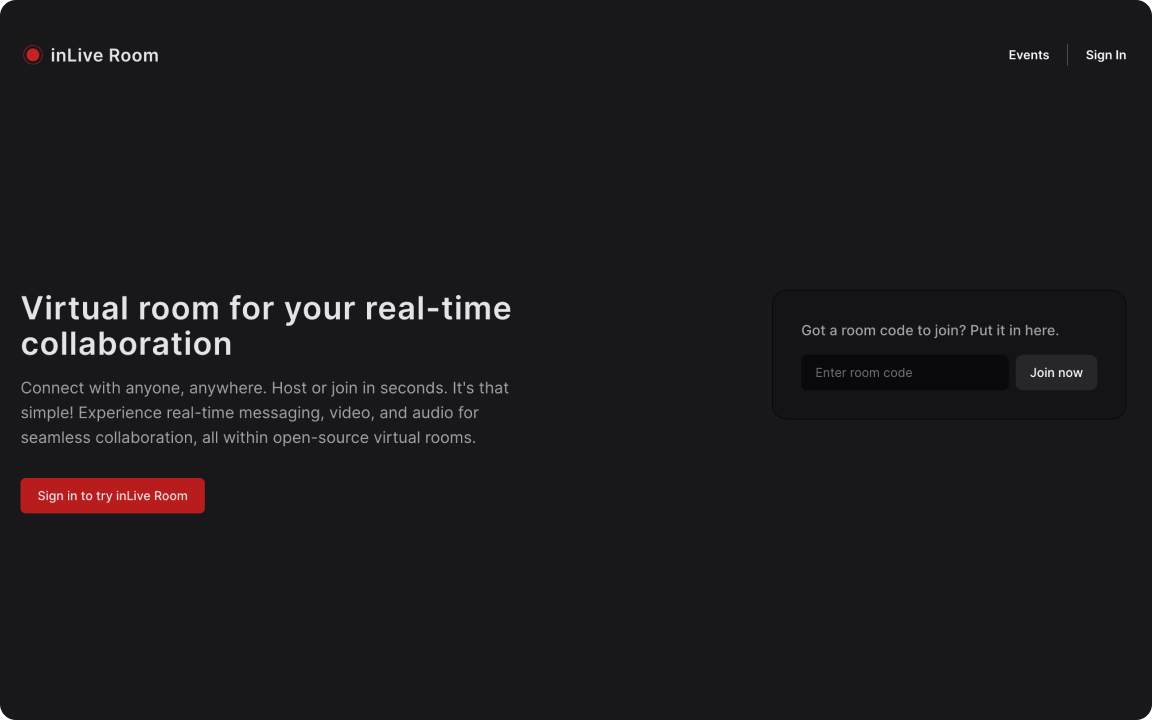 inLive Room
Events
Sign In
Virtual room for your real-time
collaboration
Connect with anyone, anywhere. Host or join in seconds. It's that
simple! Experience real-time messaging, video, and audio for
seamless collaboration, all within open-source virtual rooms.
Sign in to try inLive Room
Got a room code to join? Put it in here.
Enter room code
Join now